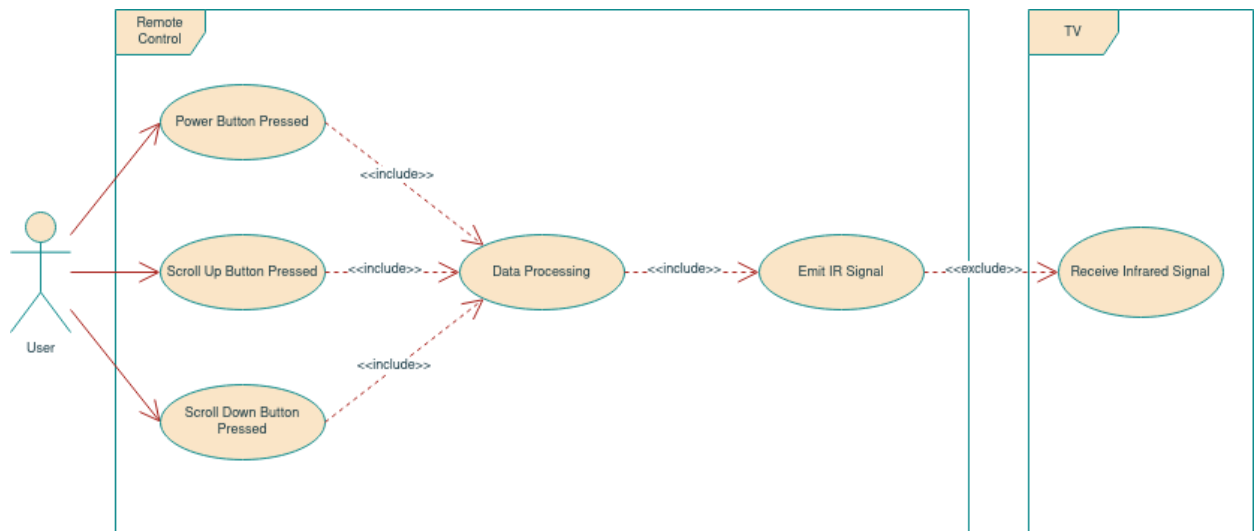 Remote
Control
TV
Power Button Pressed
<<include>>
Scroll Up Button Pressed
<<include>>
Data Processing
<<include>>
Emit IR Signal
<<exclude>>
Receive Infrared Signal
User
<<include>>
Scroll Down Button
Pressed